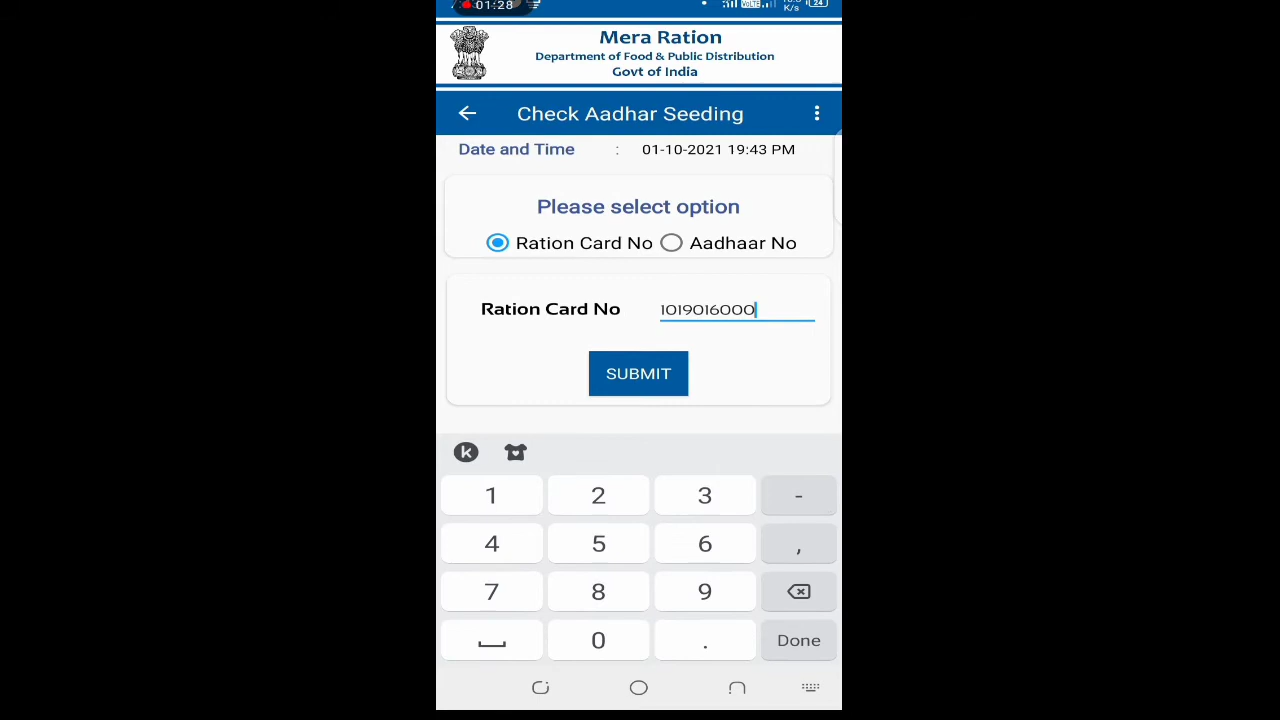 01:28
VoLTE
K/s
24
Mera Ration
Department of Food & Public Distribution
Govt of India
Check Aadhar Seeding
Date and Time : 01-10-2021 19:43 PM
Please select option
Ration Card No Aadhaar No
Ration Card No 1019016000
SUBMIT
k
1 2 3 -
4 5 6 ,
7 8 9
0 . Done